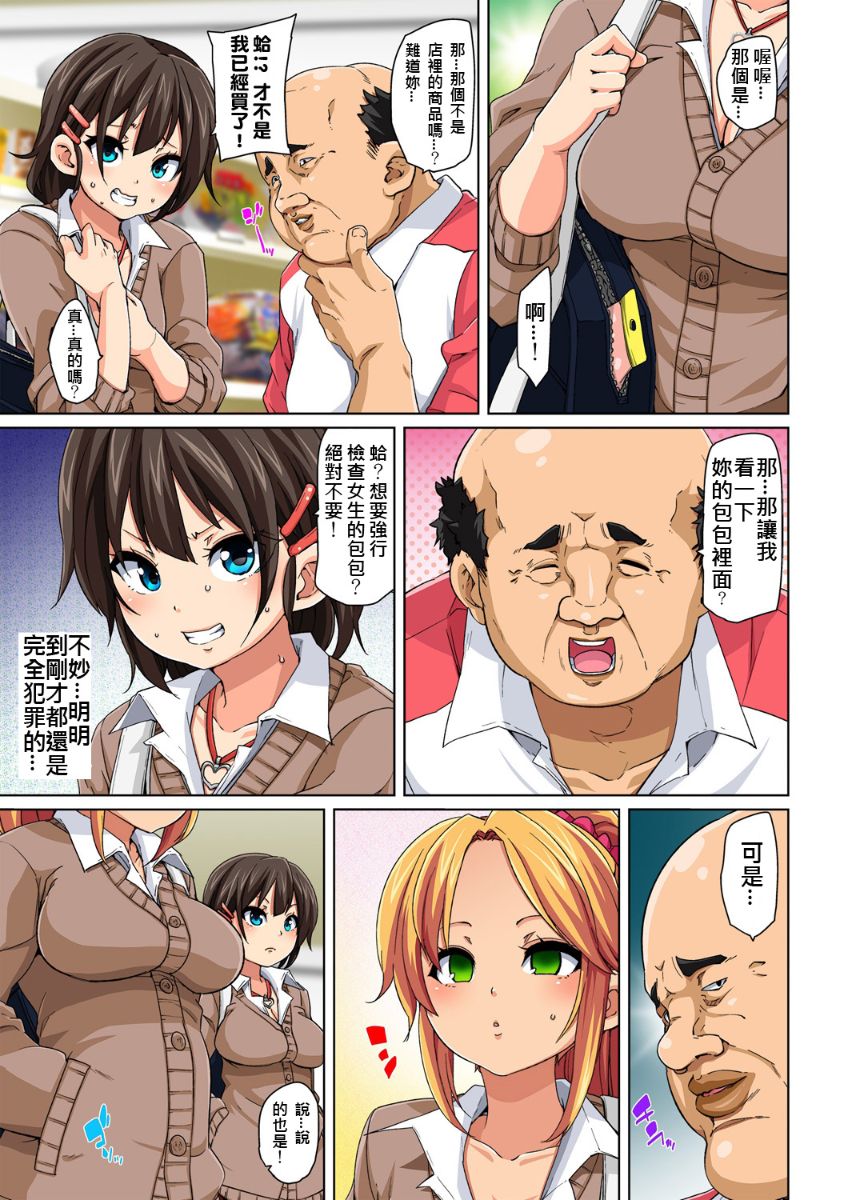 喔喔…
那個是…
啊…！
那…那個不是
店裡的商品嗎…？
難道妳…
蛤!?才不是
我已經買了！
真…真的嗎？
那…那讓我
看一下
妳的包包裡面？
蛤？想要強行
檢查女生的包包？
絕對不要！
不妙…明明
到剛才都還是
完全犯罪的…
可是…
說…說
的也是！